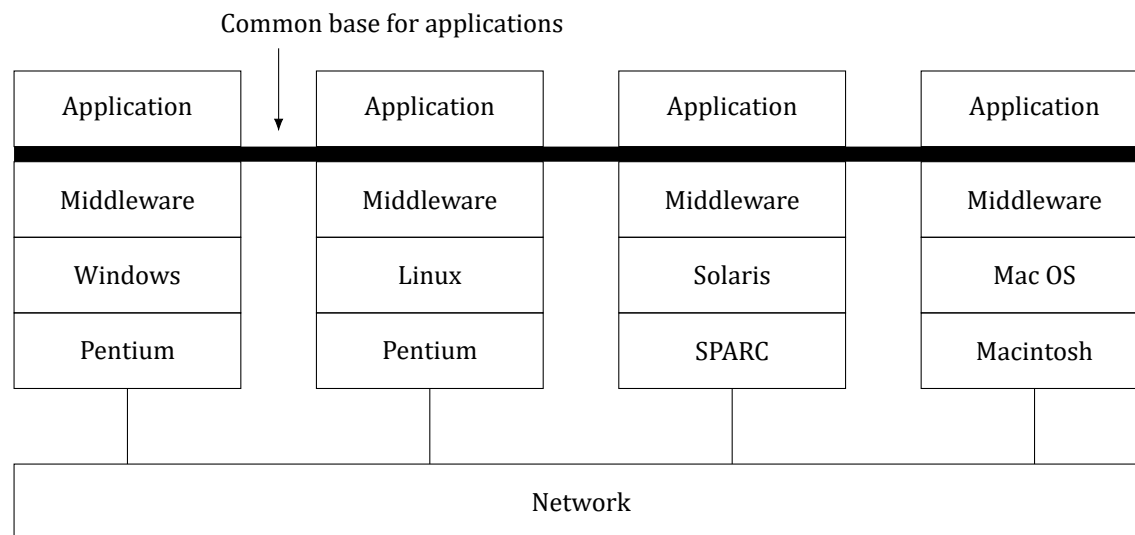 Common base for applications
Application Application Application Application
Middleware Middleware Middleware Middleware
Windows Linux Solaris Mac OS
Pentium Pentium SPARC Macintosh
Network